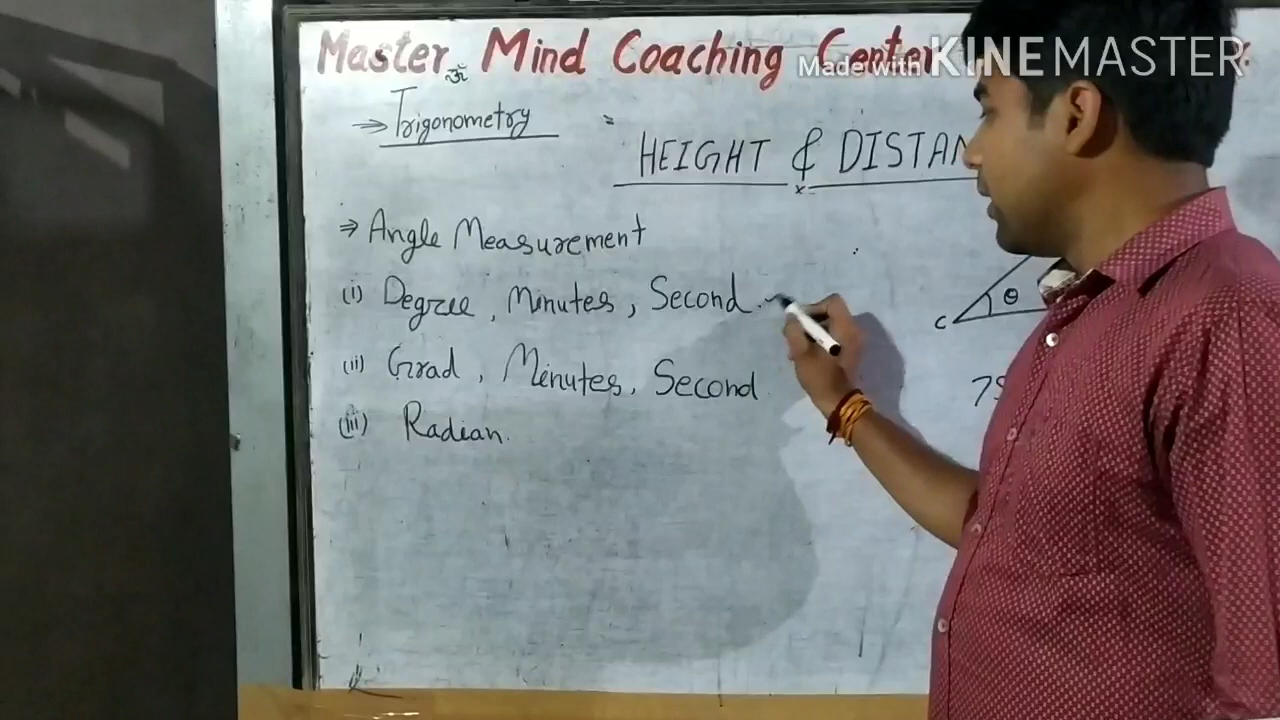 Master Mind Coaching Center
Made with KINEMASTER
ॐ
⇒ Trigonometry
HEIGHT & DISTAN
⇒ Angle Measurement
(i) Degree, Minutes, Second.
(ii) Grad, Minutes, Second
(iii) Radian.
C θ